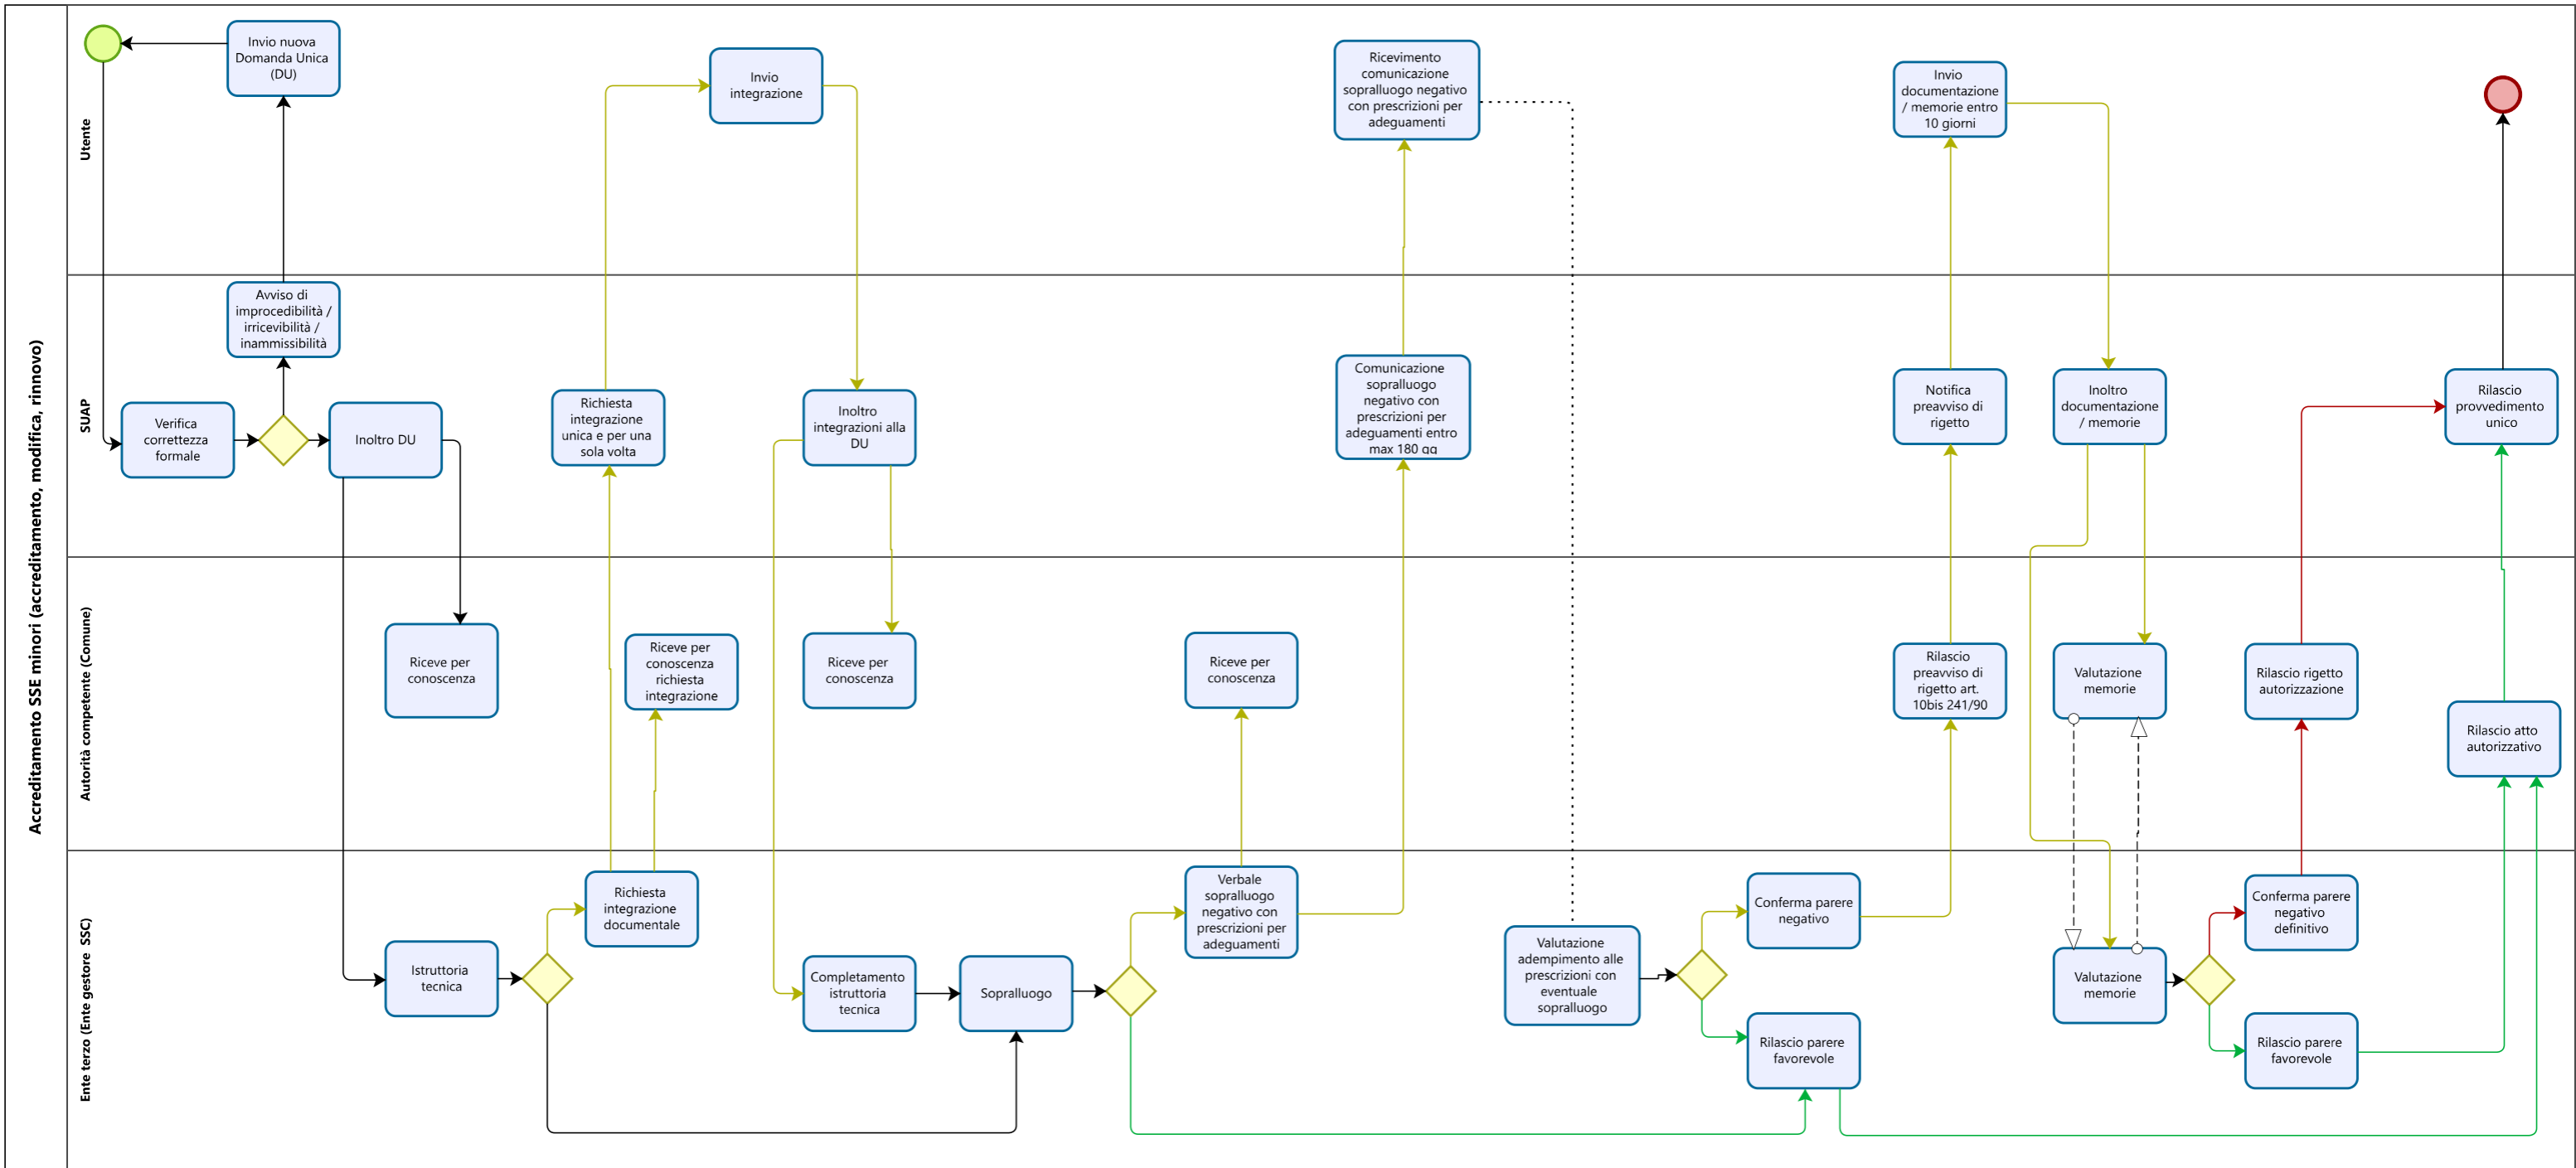 Accreditamento SSE minori (accreditamento, modifica, rinnovo)
Utente
Invio nuova
Domanda Unica
(DU)
Invio
integrazione
Ricevimento
comunicazione
sopralluogo negativo
con prescrizioni per
adeguamenti
Invio
documentazione
/ memorie entro
10 giorni
SUAP
Avviso di
improcedibilità /
irricevibilità /
inammissibilità
Verifica
correttezza
formale
Inoltro DU
Richiesta
integrazione
unica e per una
sola volta
Inoltro
integrazioni alla
DU
Comunicazione
sopralluogo
negativo con
prescrizioni per
adeguamenti entro
max 180 gg
Notifica
preavviso di
rigetto
Inoltro
documentazione
/ memorie
Rilascio
provvedimento
unico
Autorità competente (Comune)
Riceve per
conoscenza
Riceve per
conoscenza
richiesta
integrazione
Riceve per
conoscenza
Riceve per
conoscenza
Rilascio
preavviso di
rigetto art.
10bis 241/90
Valutazione
memorie
Rilascio rigetto
autorizzazione
Rilascio atto
autorizzativo
Ente terzo (Ente gestore SSC)
Istruttoria
tecnica
Richiesta
integrazione
documentale
Completamento
istruttoria
tecnica
Sopralluogo
Verbale
sopralluogo
negativo con
prescrizioni per
adeguamenti
Valutazione
adempimento alle
prescrizioni con
eventuale
sopralluogo
Conferma parere
negativo
Rilascio parere
favorevole
Valutazione
memorie
Conferma parere
negativo
definitivo
Rilascio parere
favorevole